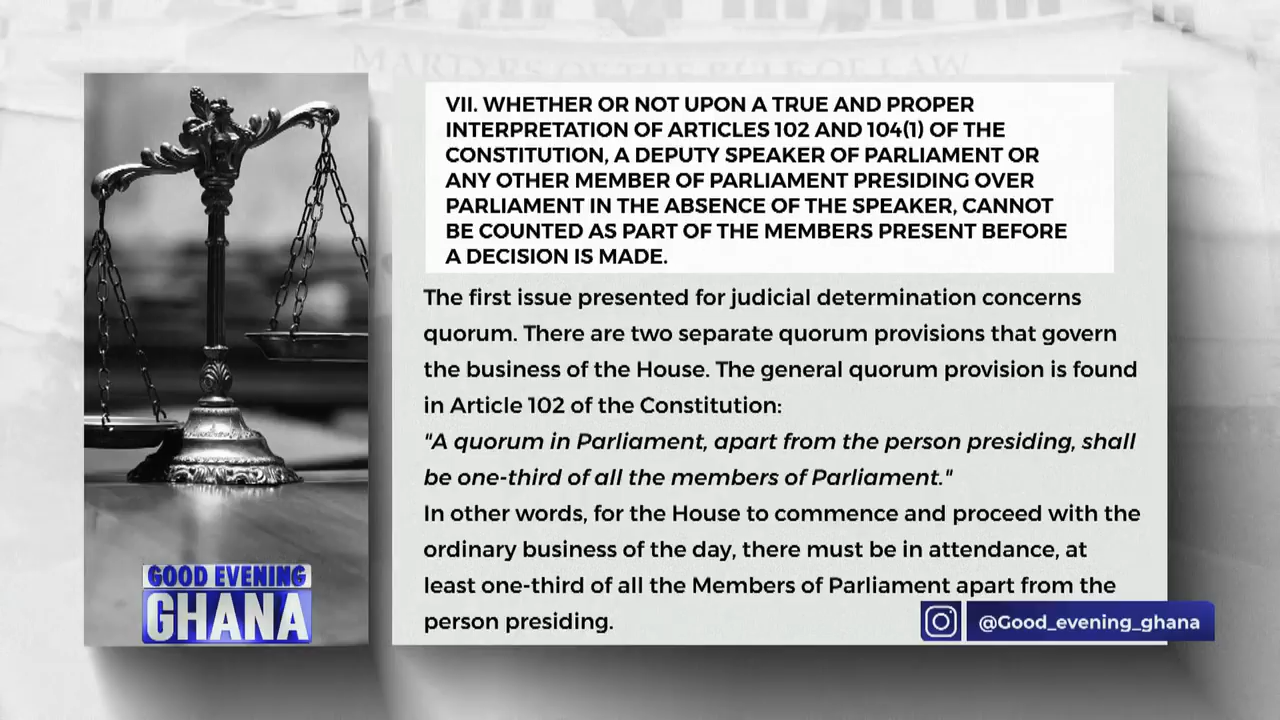 MARTYRS OF THE RULE OF LAW
VII. WHETHER OR NOT UPON A TRUE AND PROPER
INTERPRETATION OF ARTICLES 102 AND 104(1) OF THE
CONSTITUTION, A DEPUTY SPEAKER OF PARLIAMENT OR
ANY OTHER MEMBER OF PARLIAMENT PRESIDING OVER
PARLIAMENT IN THE ABSENCE OF THE SPEAKER, CANNOT
BE COUNTED AS PART OF THE MEMBERS PRESENT BEFORE
A DECISION IS MADE.
The first issue presented for judicial determination concerns
quorum. There are two separate quorum provisions that govern
the business of the House. The general quorum provision is found
in Article 102 of the Constitution:
"A quorum in Parliament, apart from the person presiding, shall
be one-third of all the members of Parliament."
In other words, for the House to commence and proceed with the
ordinary business of the day, there must be in attendance, at
least one-third of all the Members of Parliament apart from the
person presiding.
GOOD EVENING
GHANA
@Good_evening_ghana